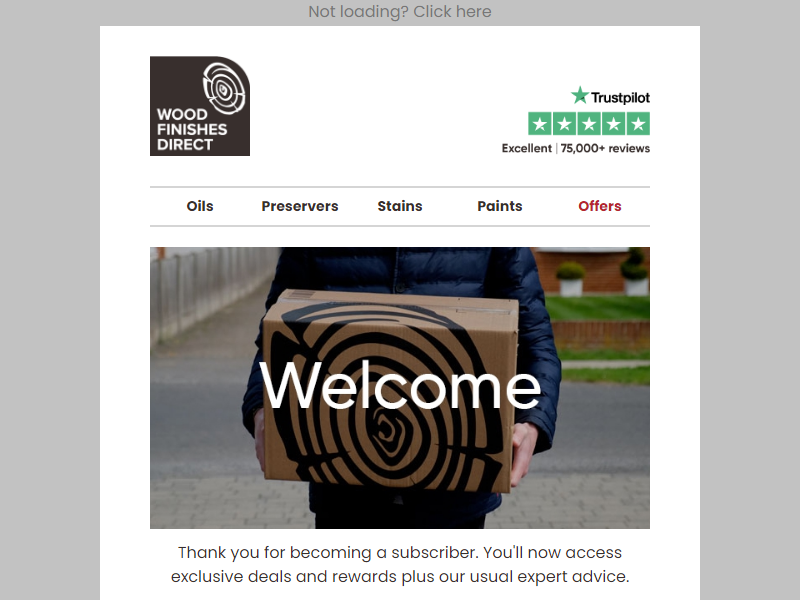 Not loading? Click here
WOOD
FINISHES
DIRECT
Trustpilot
Excellent | 75,000+ reviews
Oils Preservers Stains Paints Offers
Welcome
Thank you for becoming a subscriber. You'll now access
exclusive deals and rewards plus our usual expert advice.